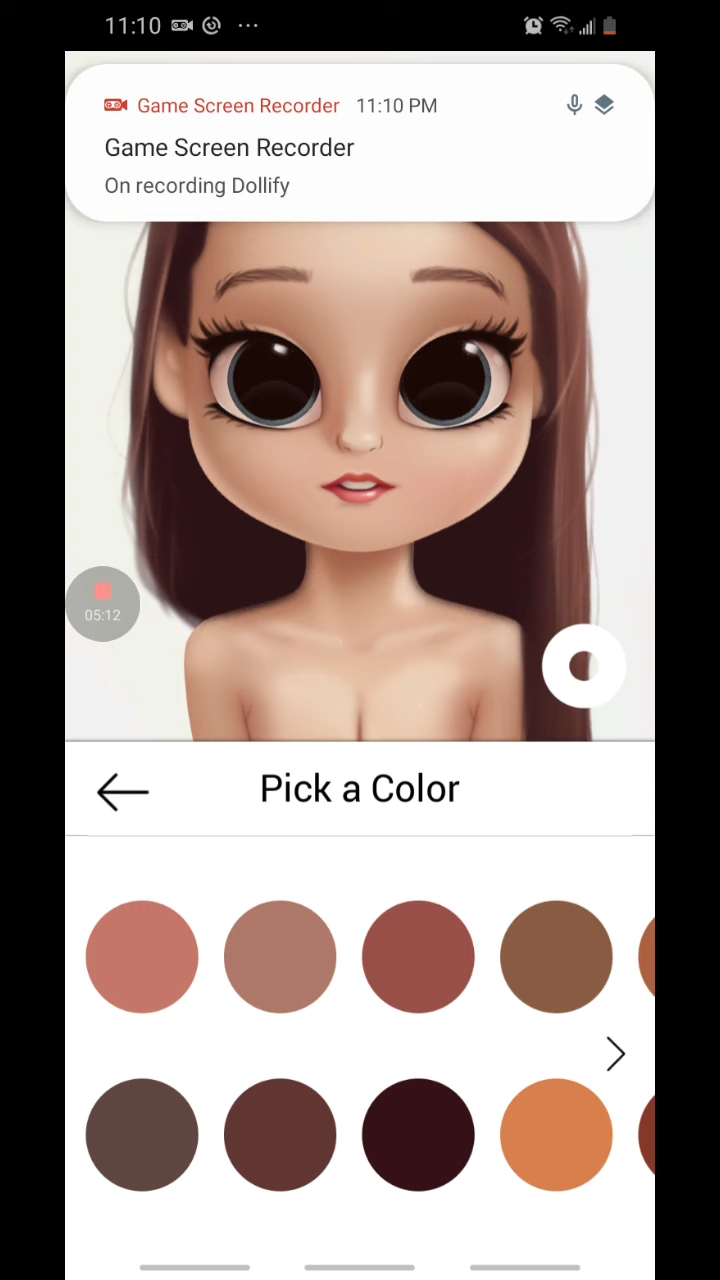 11:10
Game Screen Recorder 11:10 PM
Game Screen Recorder
On recording Dollify
05:12
Pick a Color